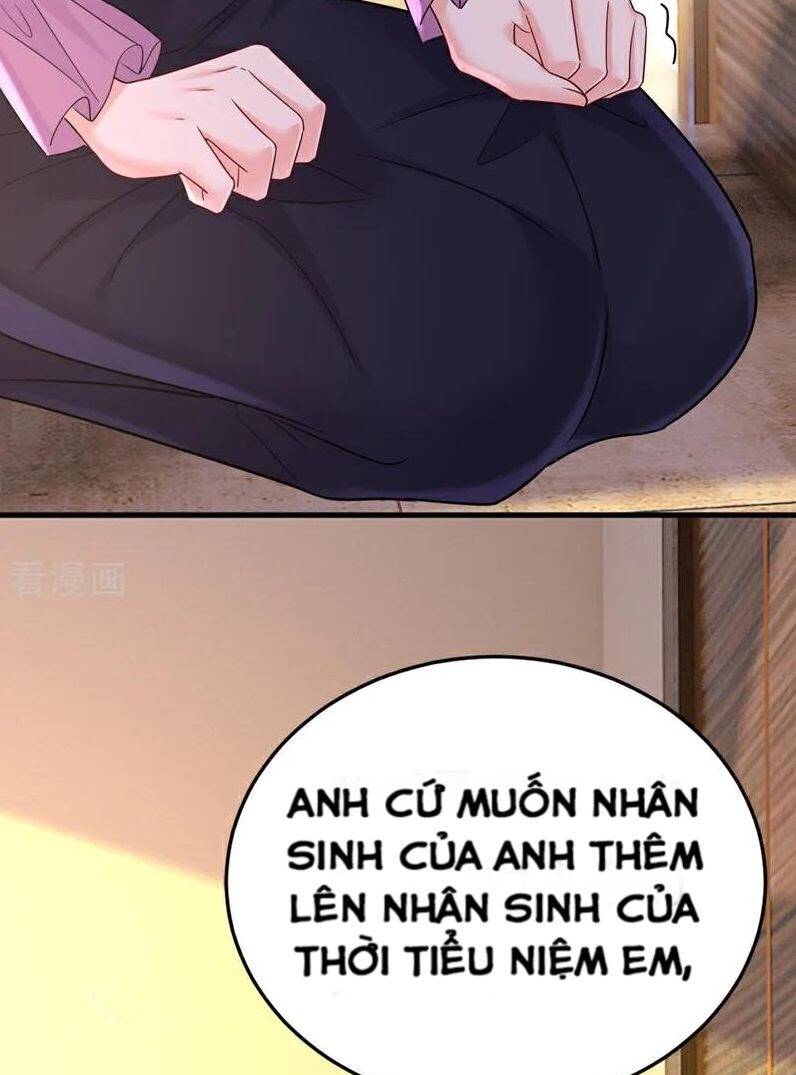 看漫画
ANH CỨ MUỐN NHÂN
SINH CỦA ANH THÊM
LÊN NHÂN SINH CỦA
THỜI TIỂU NIỆM EM,